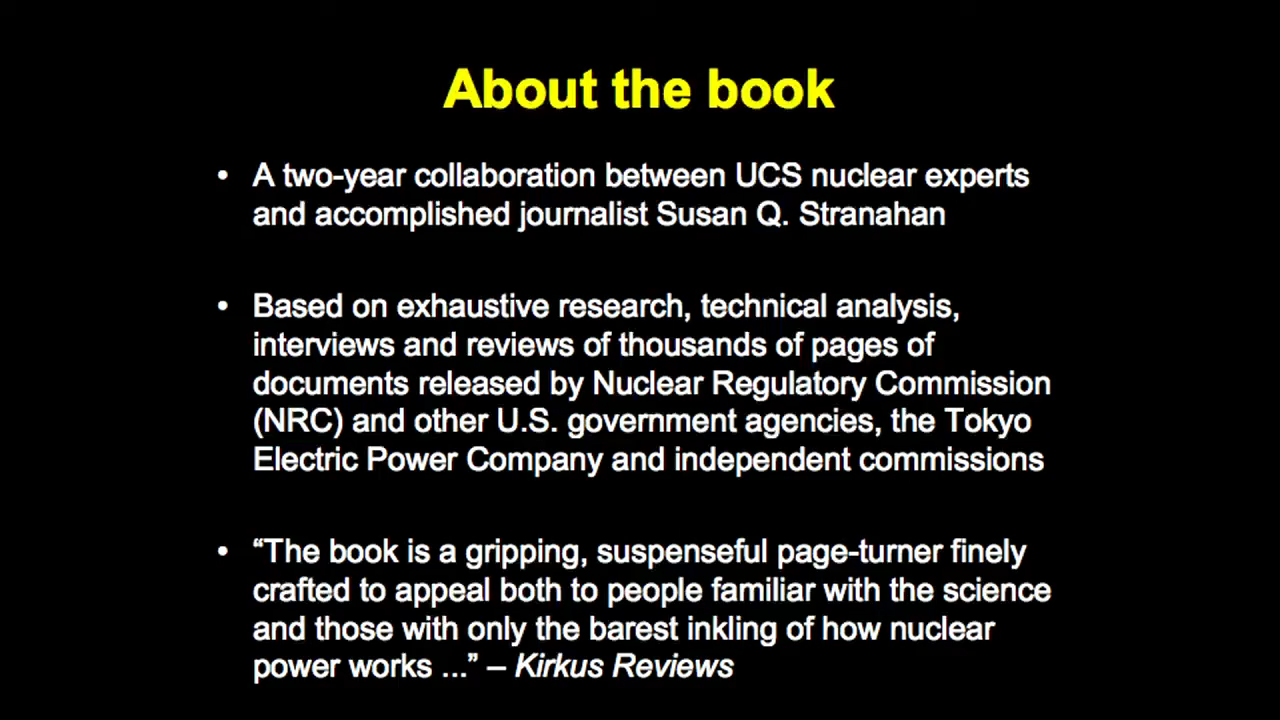 About the book
• A two-year collaboration between UCS nuclear experts
and accomplished journalist Susan Q. Stranahan
• Based on exhaustive research, technical analysis,
interviews and reviews of thousands of pages of
documents released by Nuclear Regulatory Commission
(NRC) and other U.S. government agencies, the Tokyo
Electric Power Company and independent commissions
• “The book is a gripping, suspenseful page-turner finely
crafted to appeal both to people familiar with the science
and those with only the barest inkling of how nuclear
power works ...” – Kirkus Reviews